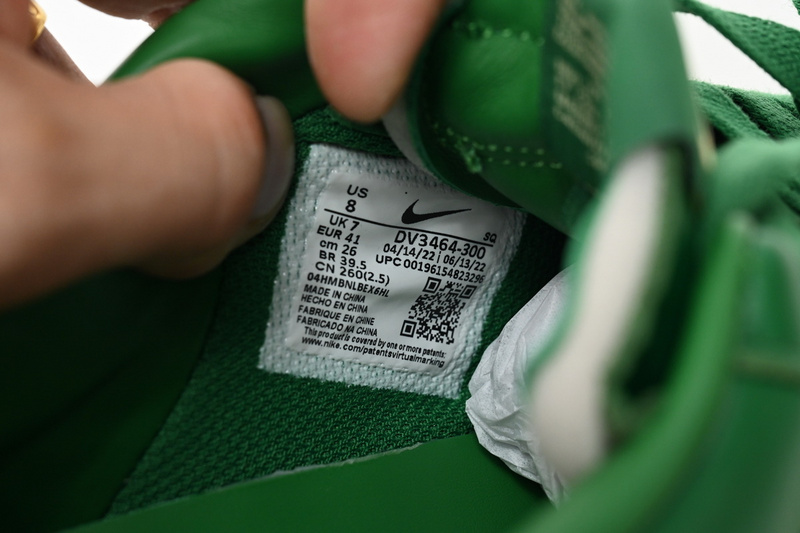 US
8
SQ
UK 7
DV3464-300
EUR 41
04/14/22 | 06/13/22
cm 26
UPC 00196154823296
BR 39.5
CN 260(2.5)
04HMBNLBEX6HL
MADE IN CHINA
HECHO EN CHINA
FABRIQUE EN CHINE
FABRICADO NA CHINA
This product is covered by one or more patents:
www.nike.com/patentsvirtualmarking